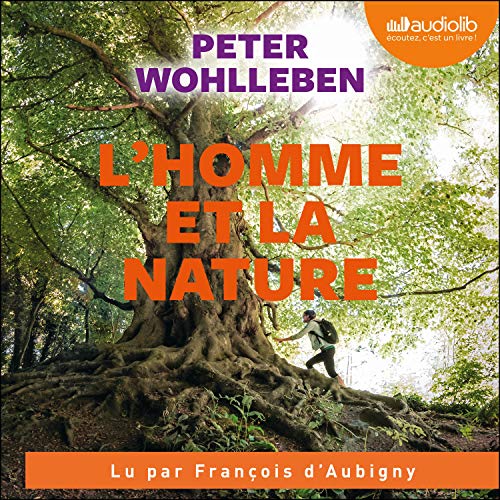 audiolib
écoutez, c'est un livre !
PETER
WOHLLEBEN
L'HOMME
ET LA
NATURE
Lu par François d'Aubigny